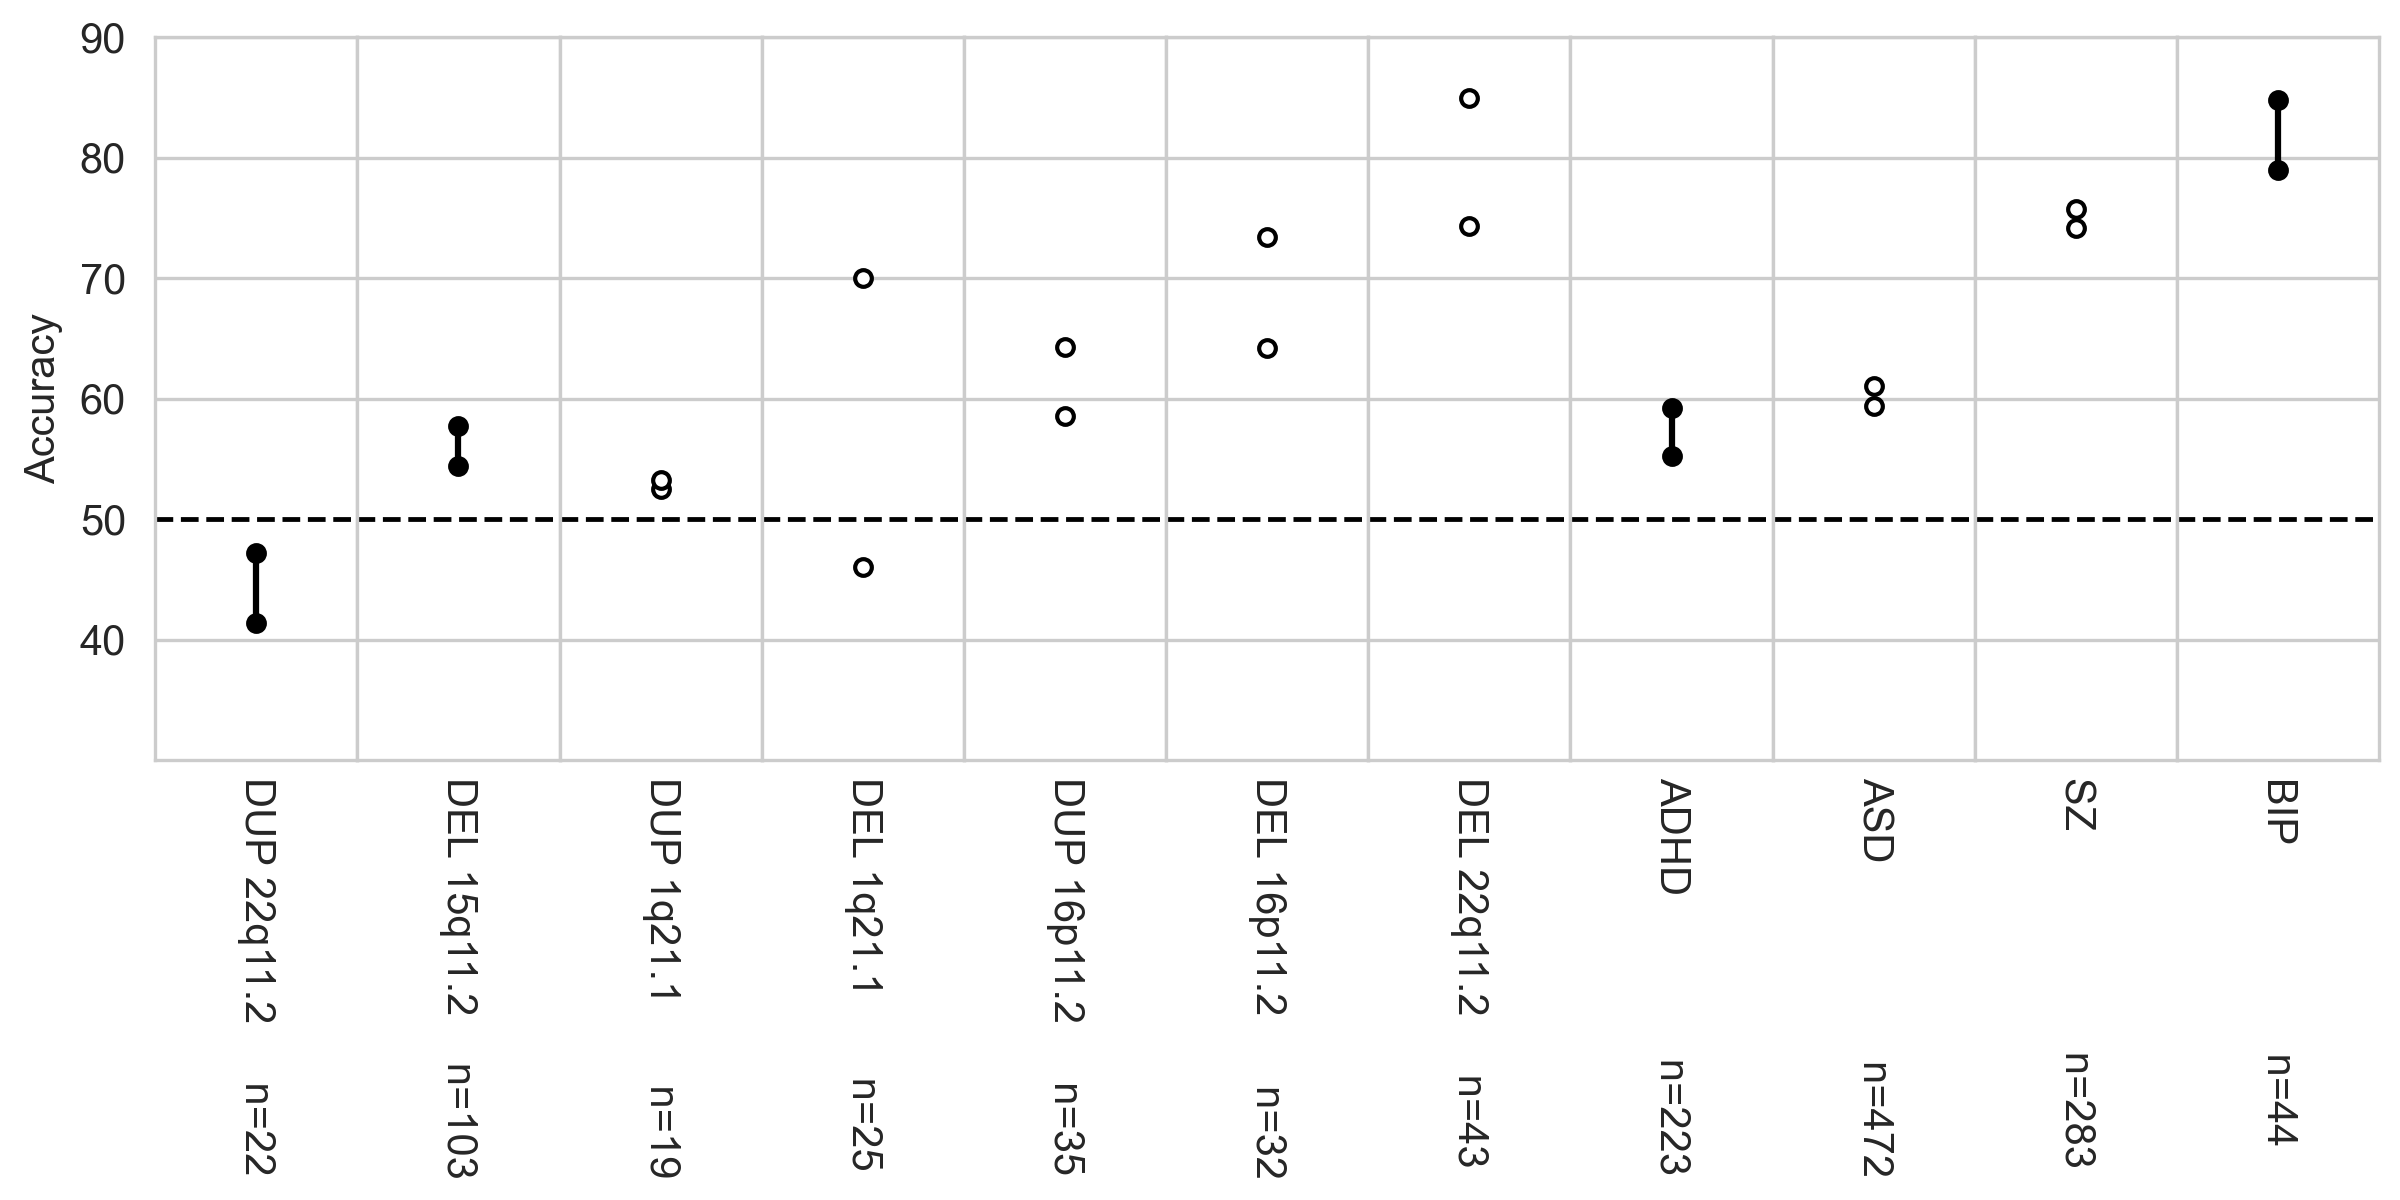 90
80
70
60
50
40
Accuracy
DUP 22q11.2 n=22
DEL 15q11.2 n=103
DUP 1q21.1 n=19
DEL 1q21.1 n=25
DUP 16p11.2 n=35
DEL 16p11.2 n=32
DEL 22q11.2 n=43
ADHD n=223
ASD n=472
SZ n=283
BIP n=44